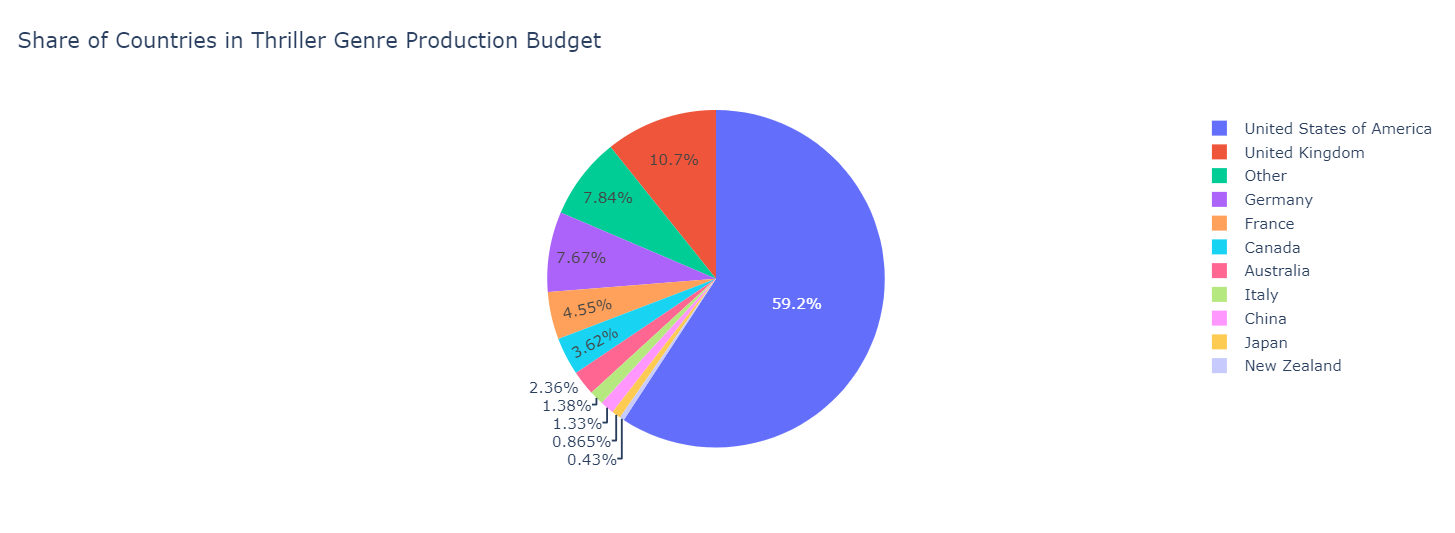 Share of Countries in Thriller Genre Production Budget
10.7%
7.84%
7.67%
4.55%
3.62%
2.36%
1.38%
1.33%
0.865%
0.43%
59.2%
United States of America
United Kingdom
Other
Germany
France
Canada
Australia
Italy
China
Japan
New Zealand